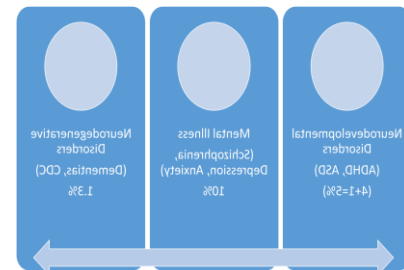 Neurodevelopmental
Disorders
(ADHD, ASD)
(4+1=5%)
Mental Illness
(Schizophrenia,
Depression, Anxiety)
10%
Neurodegenerative
Disorders
(Dementias, CDC)
1.3%